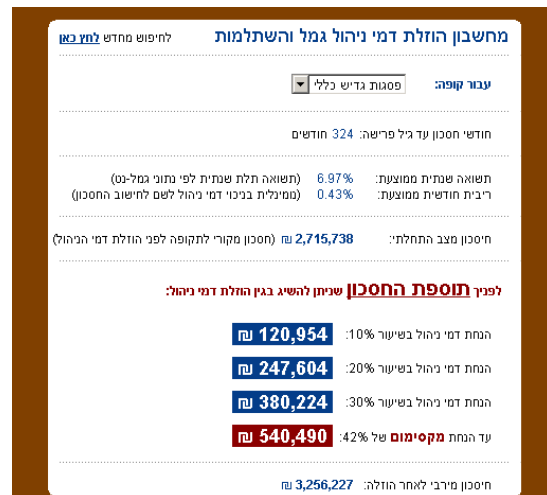 מחשבון הוזלת דמי ניהול גמל והשתלמות
לחיפוש מחדש לחץ כאן
עבור קופה: פסגות גדיש כללי
חודשי חסכון עד גיל פרישה: 324 חודשים
תשואה שנתית ממוצעת: 6.97% (תשואה תלת שנתית לפי נתוני גמל-נט)
ריבית חודשית ממוצעת: 0.43% (נומינלית בניכוי דמי ניהול לשם לחישוב החסכון)
חיסכון מצב התחלתי: 2,715,738 ₪ (חסכון מקורי לתקופה לפני הוזלת דמי הניהול)
לפניך תוספת החסכון שניתן להשיג בגין הוזלת דמי ניהול:
הנחת דמי ניהול בשיעור 10%: 120,954 ₪
הנחת דמי ניהול בשיעור 20%: 247,604 ₪
הנחת דמי ניהול בשיעור 30%: 380,224 ₪
עד הנחת מקסימום של 42%: 540,490 ₪
חיסכון מירבי לאחר הוזלה: 3,256,227 ₪